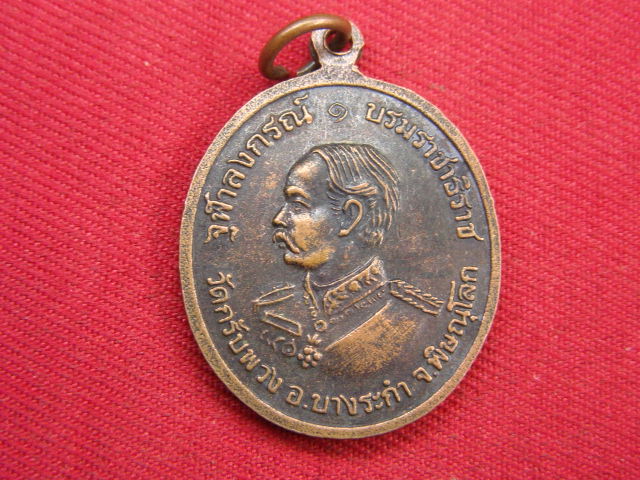 จุฬาลงกรณ์ ๑ บรมราชาธิราช
วัดกรับพวง อ.บางระกำ จ.พิษณุโลก